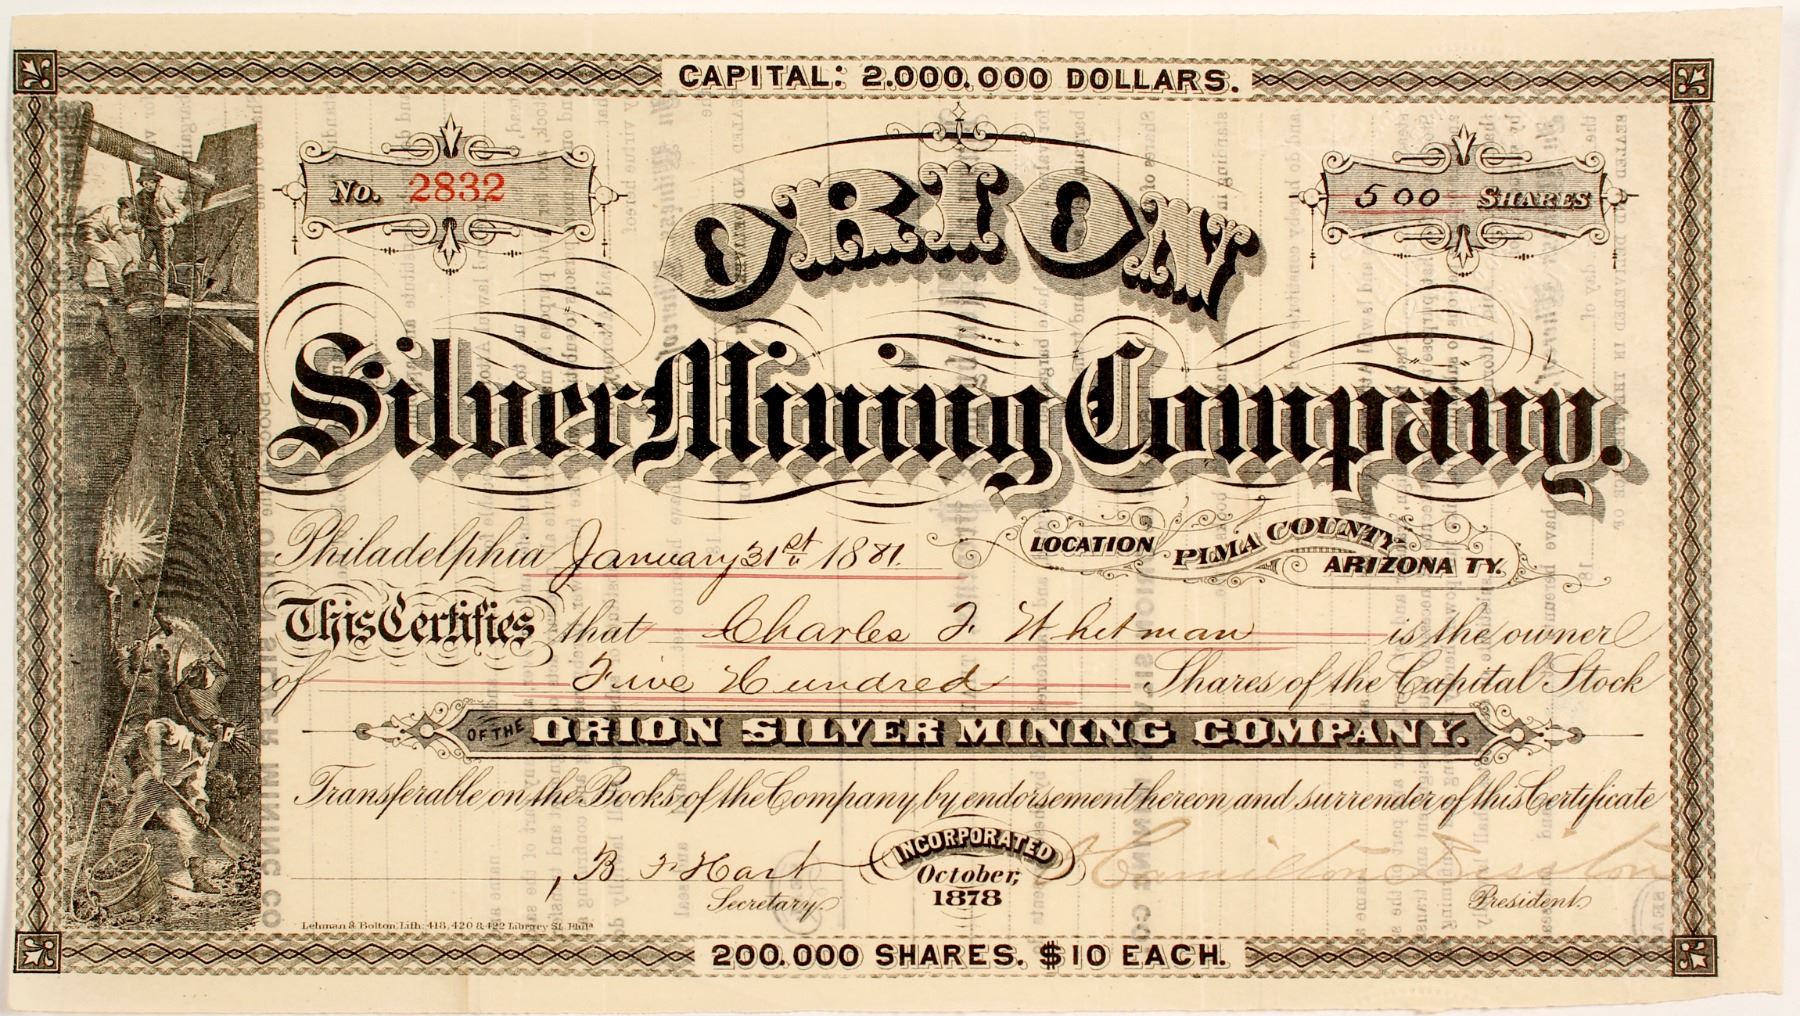 CAPITAL: 2.000.000 DOLLARS.
No. 2832
500 SHARES
ORION
Silver Mining Company.
Philadelphia January 31st 1881.
LOCATION PIMA COUNTY ARIZONA TY.
This Certifies that Charles F. Whitman is the owner
of Five Hundred Shares of the Capital Stock
OF THE ORION SILVER MINING COMPANY.
Transferable on the Books of the Company by endorsement hereon and surrender of this Certificate
B F Hart
Secretary.
INCORPORATED
October,
1878
Hamilton Disston
President.
Lehman & Bolton, Lith: 418, 420 & 422 Library St. Phila
200.000 SHARES. $10 EACH.